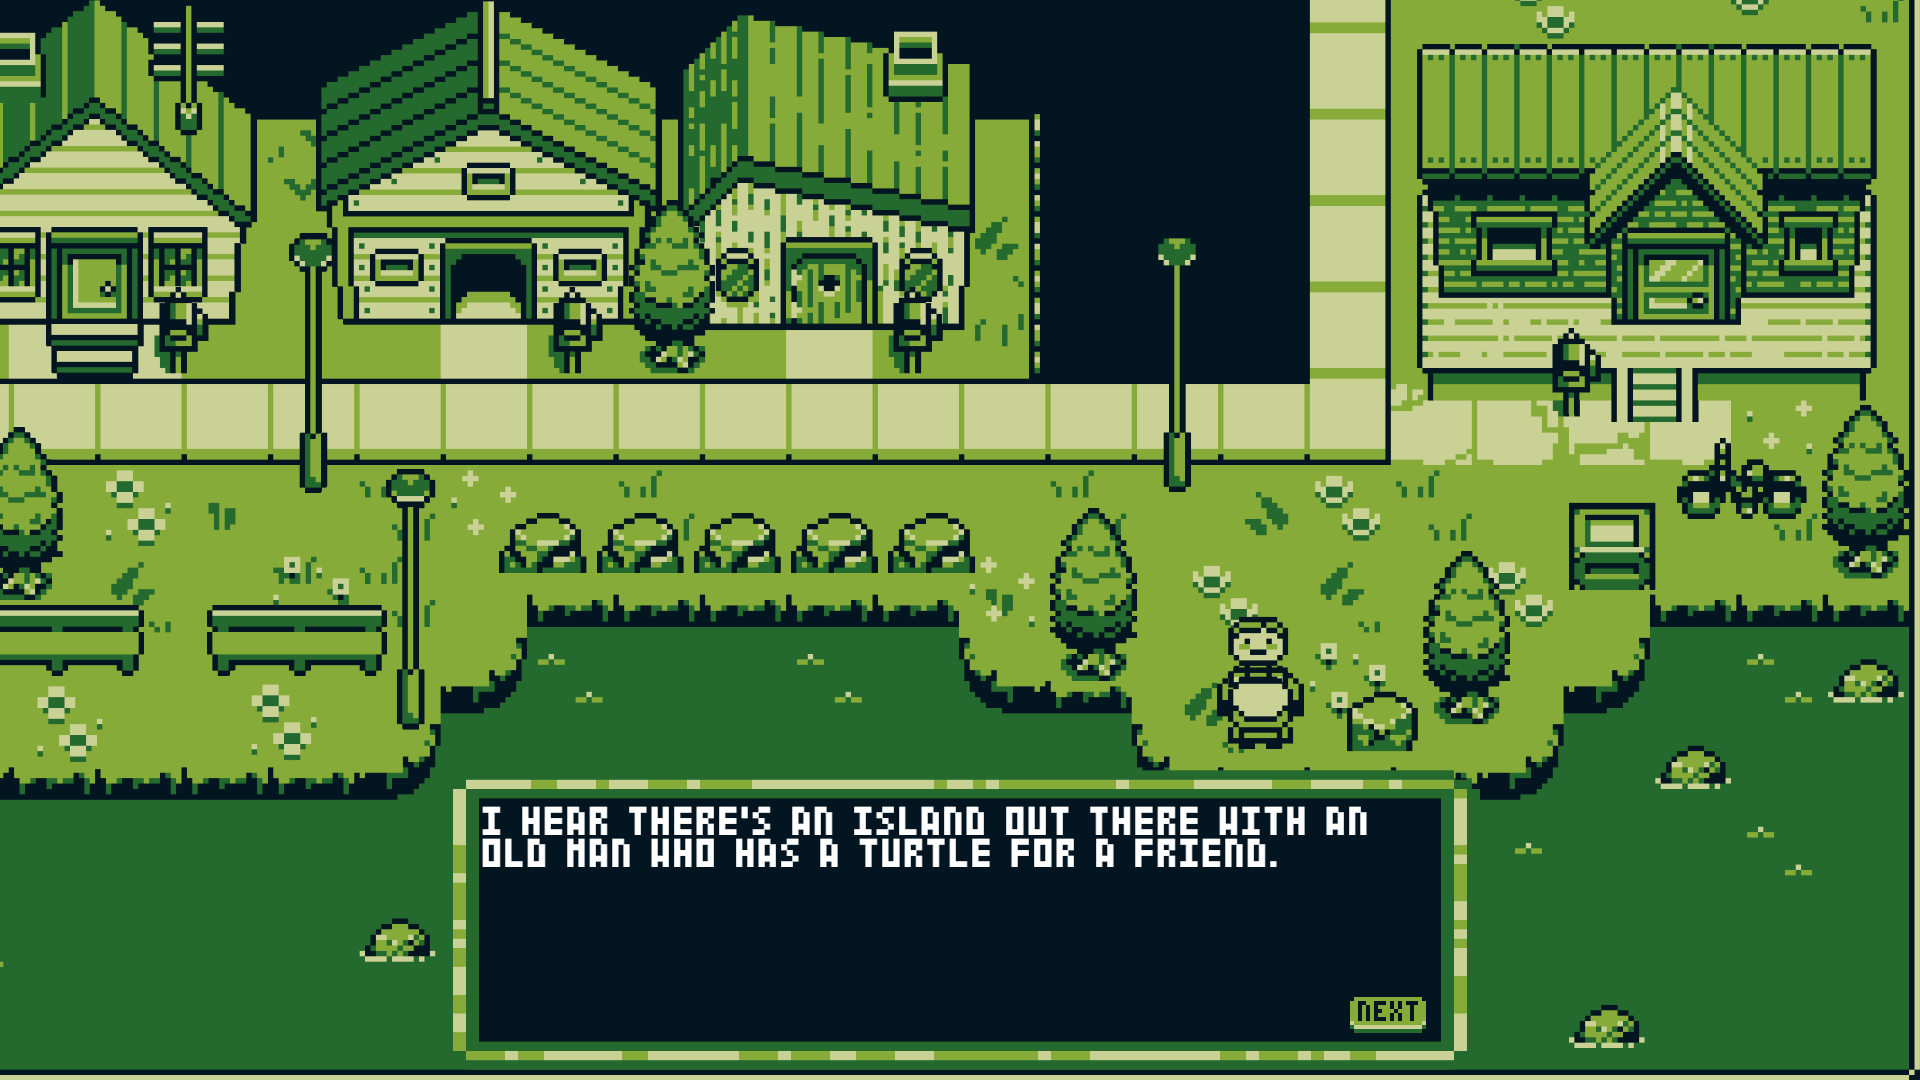 I HEAR THERE'S AN ISLAND OUT THERE WITH AN
OLD MAN WHO HAS A TURTLE FOR A FRIEND.
NEXT